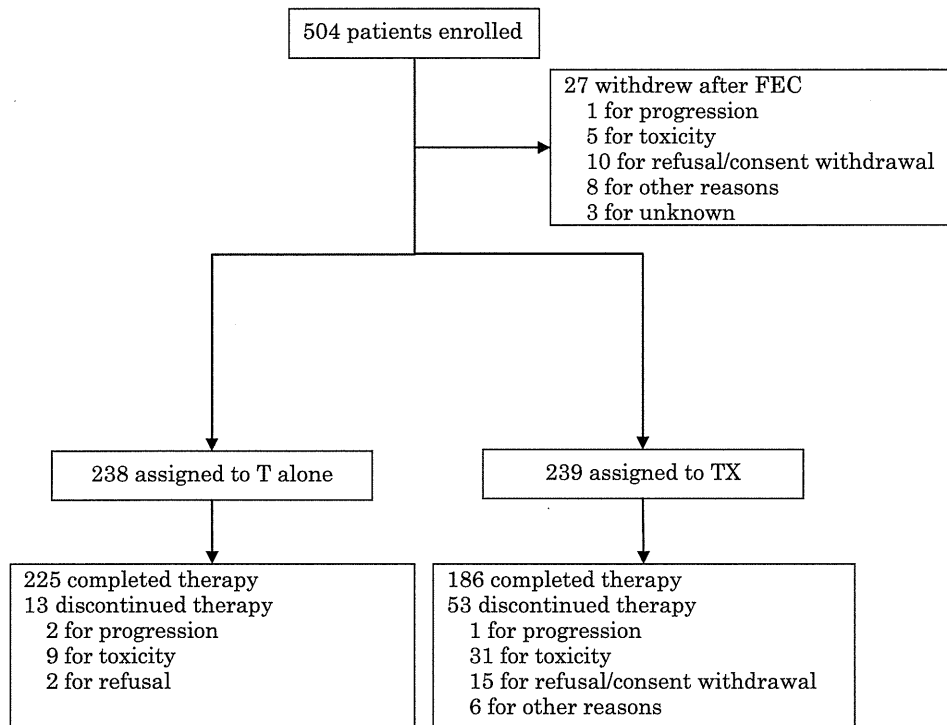 504 patients enrolled
27 withdrew after FEC
1 for progression
5 for toxicity
10 for refusal/consent withdrawal
8 for other reasons
3 for unknown
238 assigned to T alone
239 assigned to TX
225 completed therapy
13 discontinued therapy
2 for progression
9 for toxicity
2 for refusal
186 completed therapy
53 discontinued therapy
1 for progression
31 for toxicity
15 for refusal/consent withdrawal
6 for other reasons